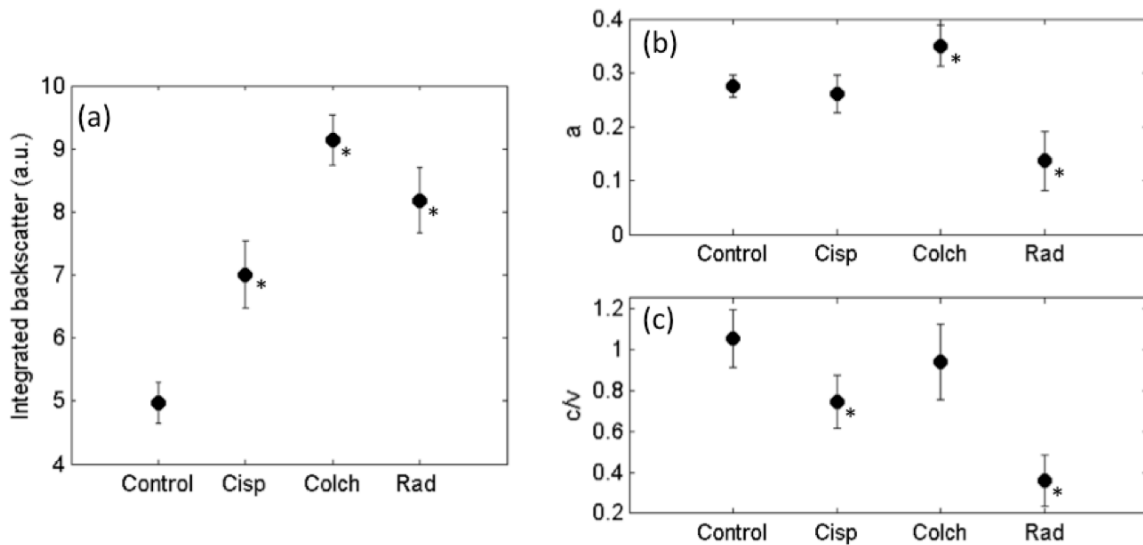 (a)
Integrated backscatter (a.u.)
10
9
8
7
6
5
4
*
*
*
Control Cisp Colch Rad
(b)
a
0.4
0.3
0.2
0.1
0
*
*
Control Cisp Colch Rad
(c)
c/v
1.2
1
0.8
0.6
0.4
0.2
*
*
Control Cisp Colch Rad